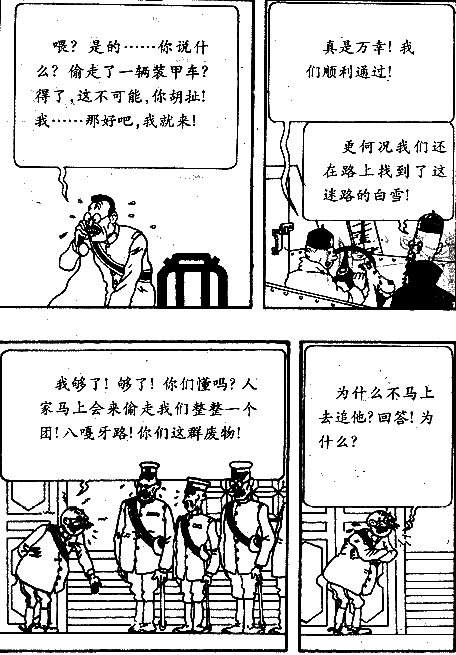 喂？是的……你说什
么？偷走了一辆装甲车？
得了，这不可能，你胡扯！
我……那好吧，我就来！
真是万幸！我
们顺利通过！
更何况我们还
在路上找到了这
迷路的白雪！
我够了！够了！你们懂吗？人
家马上会来偷走我们整整一个
团！八嘎牙路！你们这群废物！
为什么不马上
去追他？回答！为
什么？